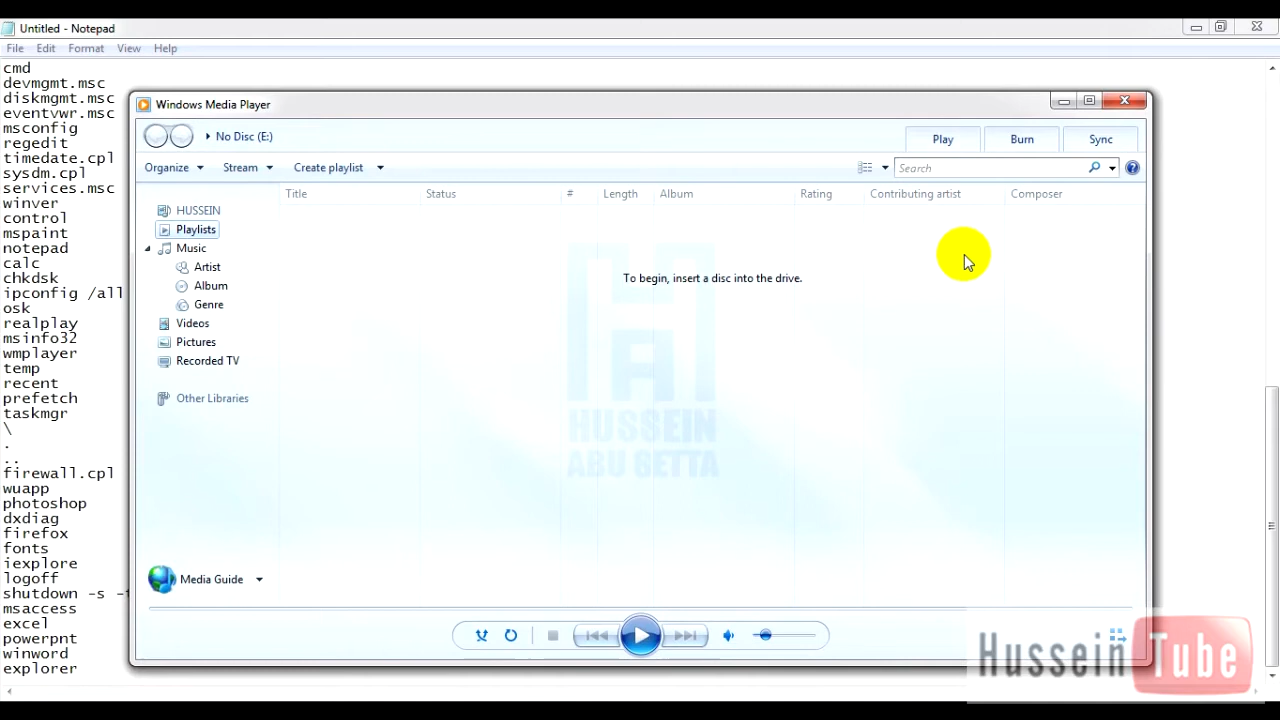 Untitled - Notepad
File Edit Format View Help
cmd
devmgmt.msc
diskmgmt.msc
eventvwr.msc
msconfig
regedit
timedate.cpl
sysdm.cpl
services.msc
winver
control
mspaint
notepad
calc
chkdsk
ipconfig /all
osk
realplay
msinfo32
wmplayer
temp
recent
prefetch
taskmgr
\
.
..
firewall.cpl
wuapp
photoshop
dxdiag
firefox
fonts
iexplore
logoff
shutdown -s -t
msaccess
excel
powerpnt
winword
explorer
Windows Media Player
No Disc (E:)
Play Burn Sync
Organize Stream Create playlist Search
Title Status # Length Album Rating Contributing artist Composer
HUSSEIN
Playlists
Music
Artist
Album
Genre
Videos
Pictures
Recorded TV
Other Libraries
To begin, insert a disc into the drive.
HUSSEIN
ABU SETTA
Media Guide
Hussein Tube